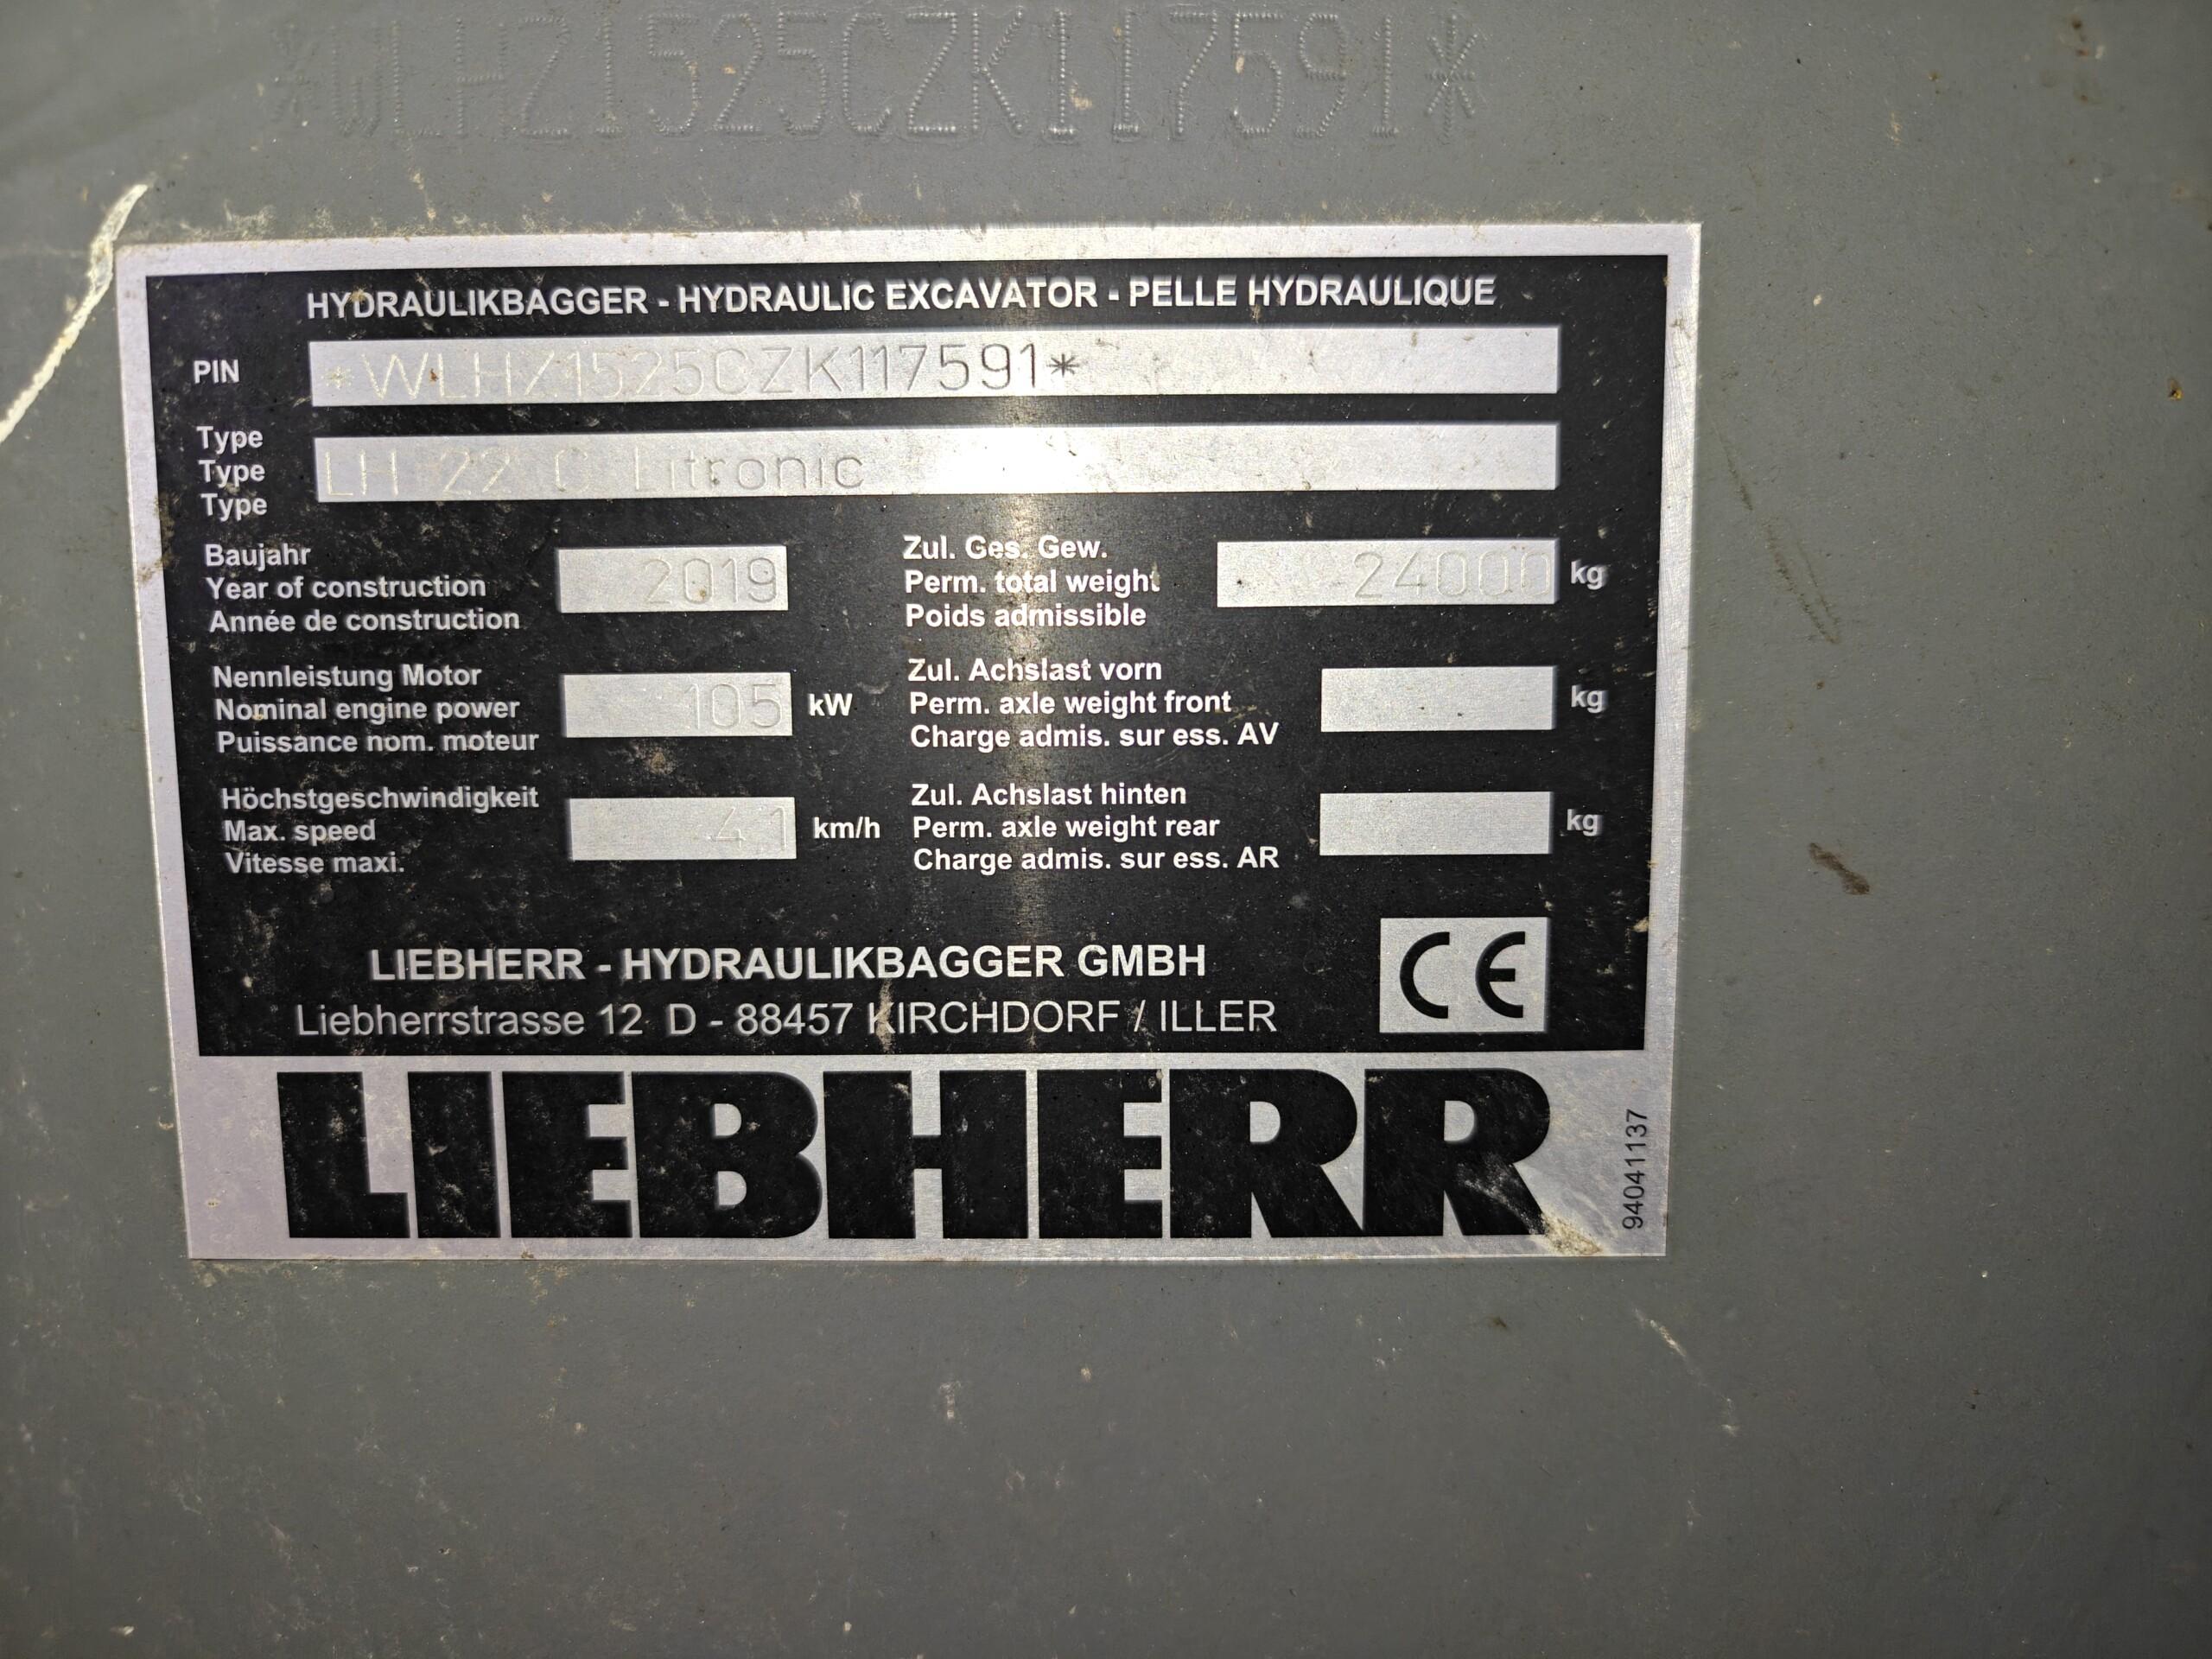 *WLHZ1525CZK117591*
HYDRAULIKBAGGER - HYDRAULIC EXCAVATOR - PELLE HYDRAULIQUE
PIN *WLHZ1525CZK117591*
Type
Type LH 22 C Litronic
Type
Baujahr
Year of construction 2019
Année de construction
Zul. Ges. Gew.
Perm. total weight 24000 kg
Poids admissible
Nennleistung Motor
Nominal engine power 105 kW
Puissance nom. moteur
Zul. Achslast vorn
Perm. axle weight front kg
Charge admis. sur ess. AV
Höchstgeschwindigkeit
Max. speed 4,1 km/h
Vitesse maxi.
Zul. Achslast hinten
Perm. axle weight rear kg
Charge admis. sur ess. AR
LIEBHERR - HYDRAULIKBAGGER GMBH
Liebherrstrasse 12 D - 88457 KIRCHDORF / ILLER
CE
LIEBHERR
94041137